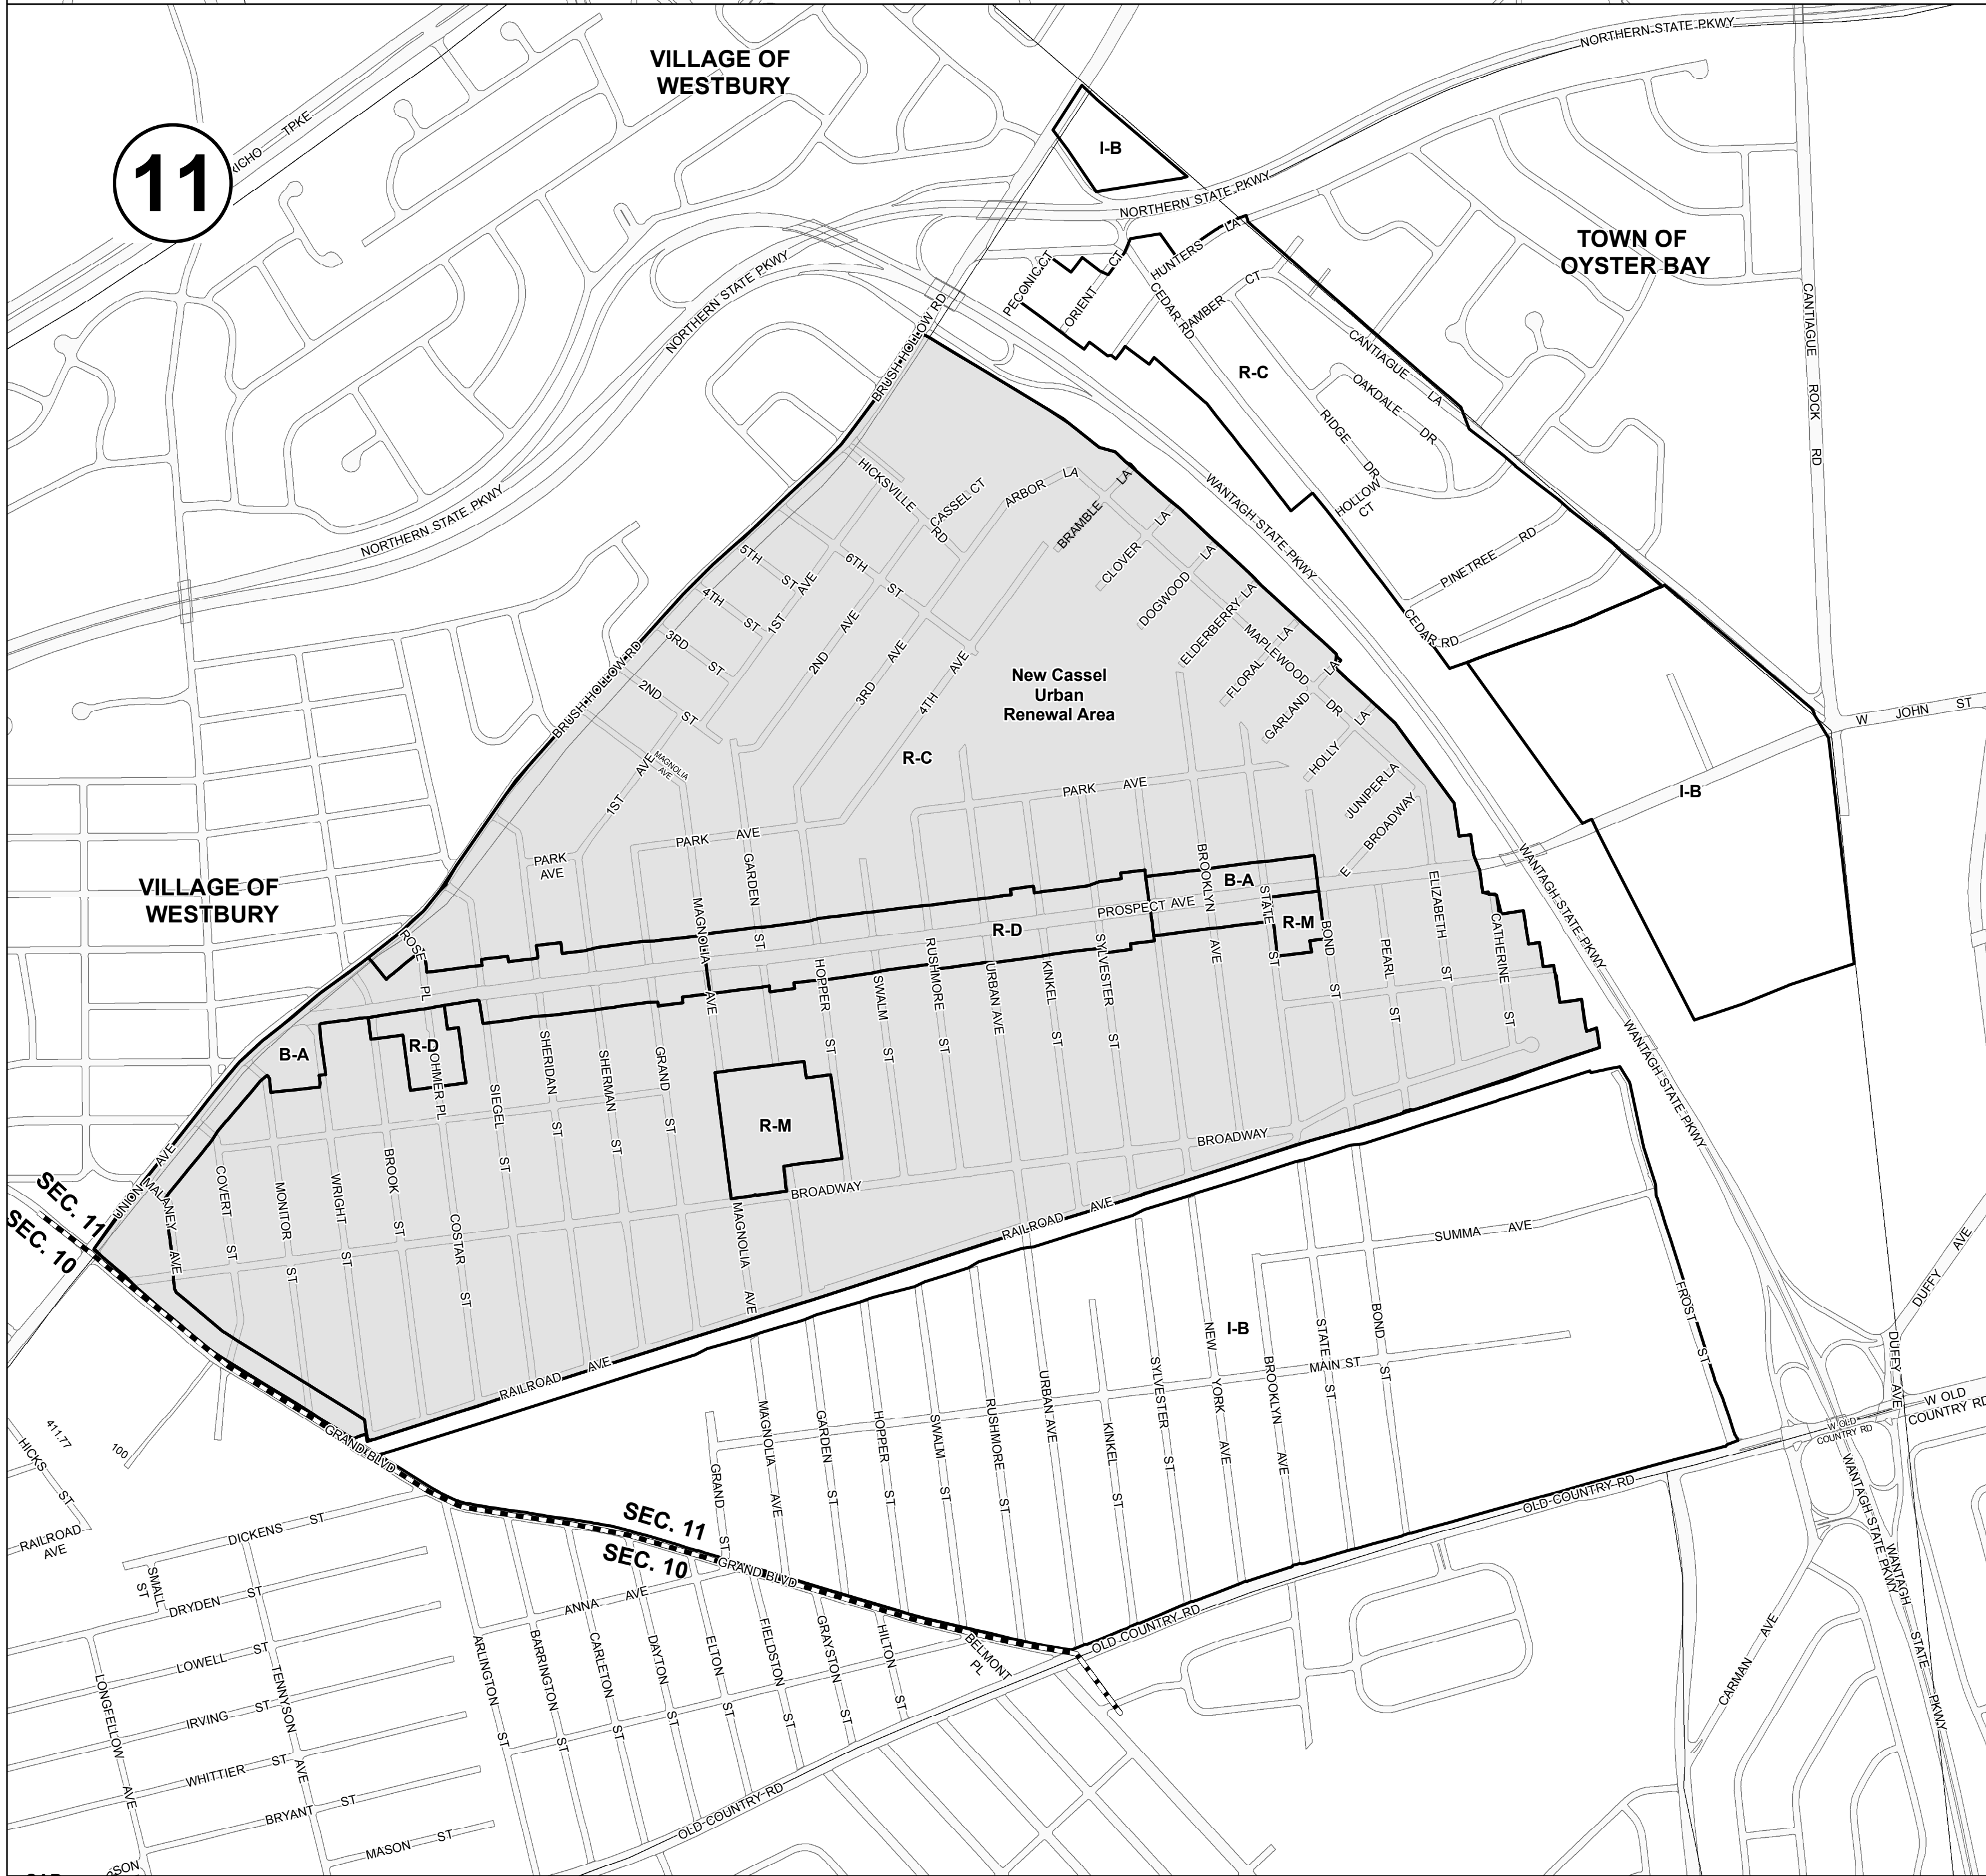 NORTHERN STATE PKWY
VILLAGE OF
WESTBURY
TPKE
11
I-B
NORTHERN STATE PKWY
TOWN OF
OYSTER BAY
HUNTERS LA
PECONIC CT
ORIENT CT
CEDAR RD
AMBER CT
NORTHERN STATE PKWY
BRUSH HOLLOW RD
CANTIAGUE ROCK RD
CANTIAGUE LA
R-C
OAKDALE DR
RIDGE DR
HOLLOW
CT
NORTHERN STATE PKWY
HICKSVILLE RD
CASSEL CT
ARBOR LA
BRAMBLE LA
CLOVER LA
DOGWOOD LA
ELDERBERRY LA
WANTAGH STATE PKWY
PINETREE RD
CEDAR RD
5TH ST
6TH ST
4TH ST
3RD ST
2ND ST
1ST AVE
2ND AVE
3RD AVE
4TH AVE
BRUSH HOLLOW RD
New Cassel
Urban
Renewal Area
MAPLEWOOD DR
FLORAL LA
GARLAND LA
HOLLY LA
JUNIPER LA
E BROADWAY
W JOHN ST
I-B
R-C
MAGNOLIA
AVE
1ST AVE
PARK AVE
PARK AVE
PARK
AVE
GARDEN ST
VILLAGE OF
WESTBURY
BROOKLYN AVE
B-A
STATE ST
R-M
PROSPECT AVE
R-D
BOND ST
PEARL ST
ELIZABETH ST
CATHERINE ST
WANTAGH STATE PKWY
WANTAGH STATE PKWY
ROSE PL
MAGNOLIA AVE
HOPPER ST
SWALM ST
RUSHMORE ST
URBAN AVE
KINKEL ST
SYLVESTER ST
B-A
R-D
OHMER PL
SIEGEL ST
SHERIDAN ST
SHERMAN ST
GRAND ST
R-M
BROADWAY
BROADWAY
UNION AVE
MALANEY AVE
COVERT ST
MONITOR ST
WRIGHT ST
BROOK ST
COSTAR ST
MAGNOLIA AVE
SEC. 11
SEC. 10
RAILROAD AVE
RAILROAD AVE
SUMMA AVE
FROST ST
I-B
MAIN ST
BOND ST
STATE ST
BROOKLYN AVE
NEW YORK AVE
SYLVESTER ST
KINKEL ST
URBAN AVE
RUSHMORE ST
SWALM ST
HOPPER ST
GARDEN ST
MAGNOLIA AVE
GRAND ST
DUFFY AVE
DUFFY AVE
W OLD
COUNTRY RD
W OLD
COUNTRY RD
GRAND BLVD
411.77
100
HICKS ST
RAILROAD
AVE
DICKENS ST
SMALL
ST
DRYDEN ST
LOWELL ST
IRVING ST
WHITTIER ST
BRYANT ST
MASON ST
LONGFELLOW AVE
TENNYSON AVE
SEC. 11
SEC. 10
GRAND BLVD
ANNA AVE
ARLINGTON ST
BARRINGTON ST
CARLETON ST
DAYTON ST
ELTON ST
FIELDSTON ST
GRAYSTON ST
HILTON ST
BELMONT
PL
OLD COUNTRY RD
OLD COUNTRY RD
OLD COUNTRY RD
CARMAN AVE
WANTAGH STATE PKWY
WANTAGH STATE PKWY